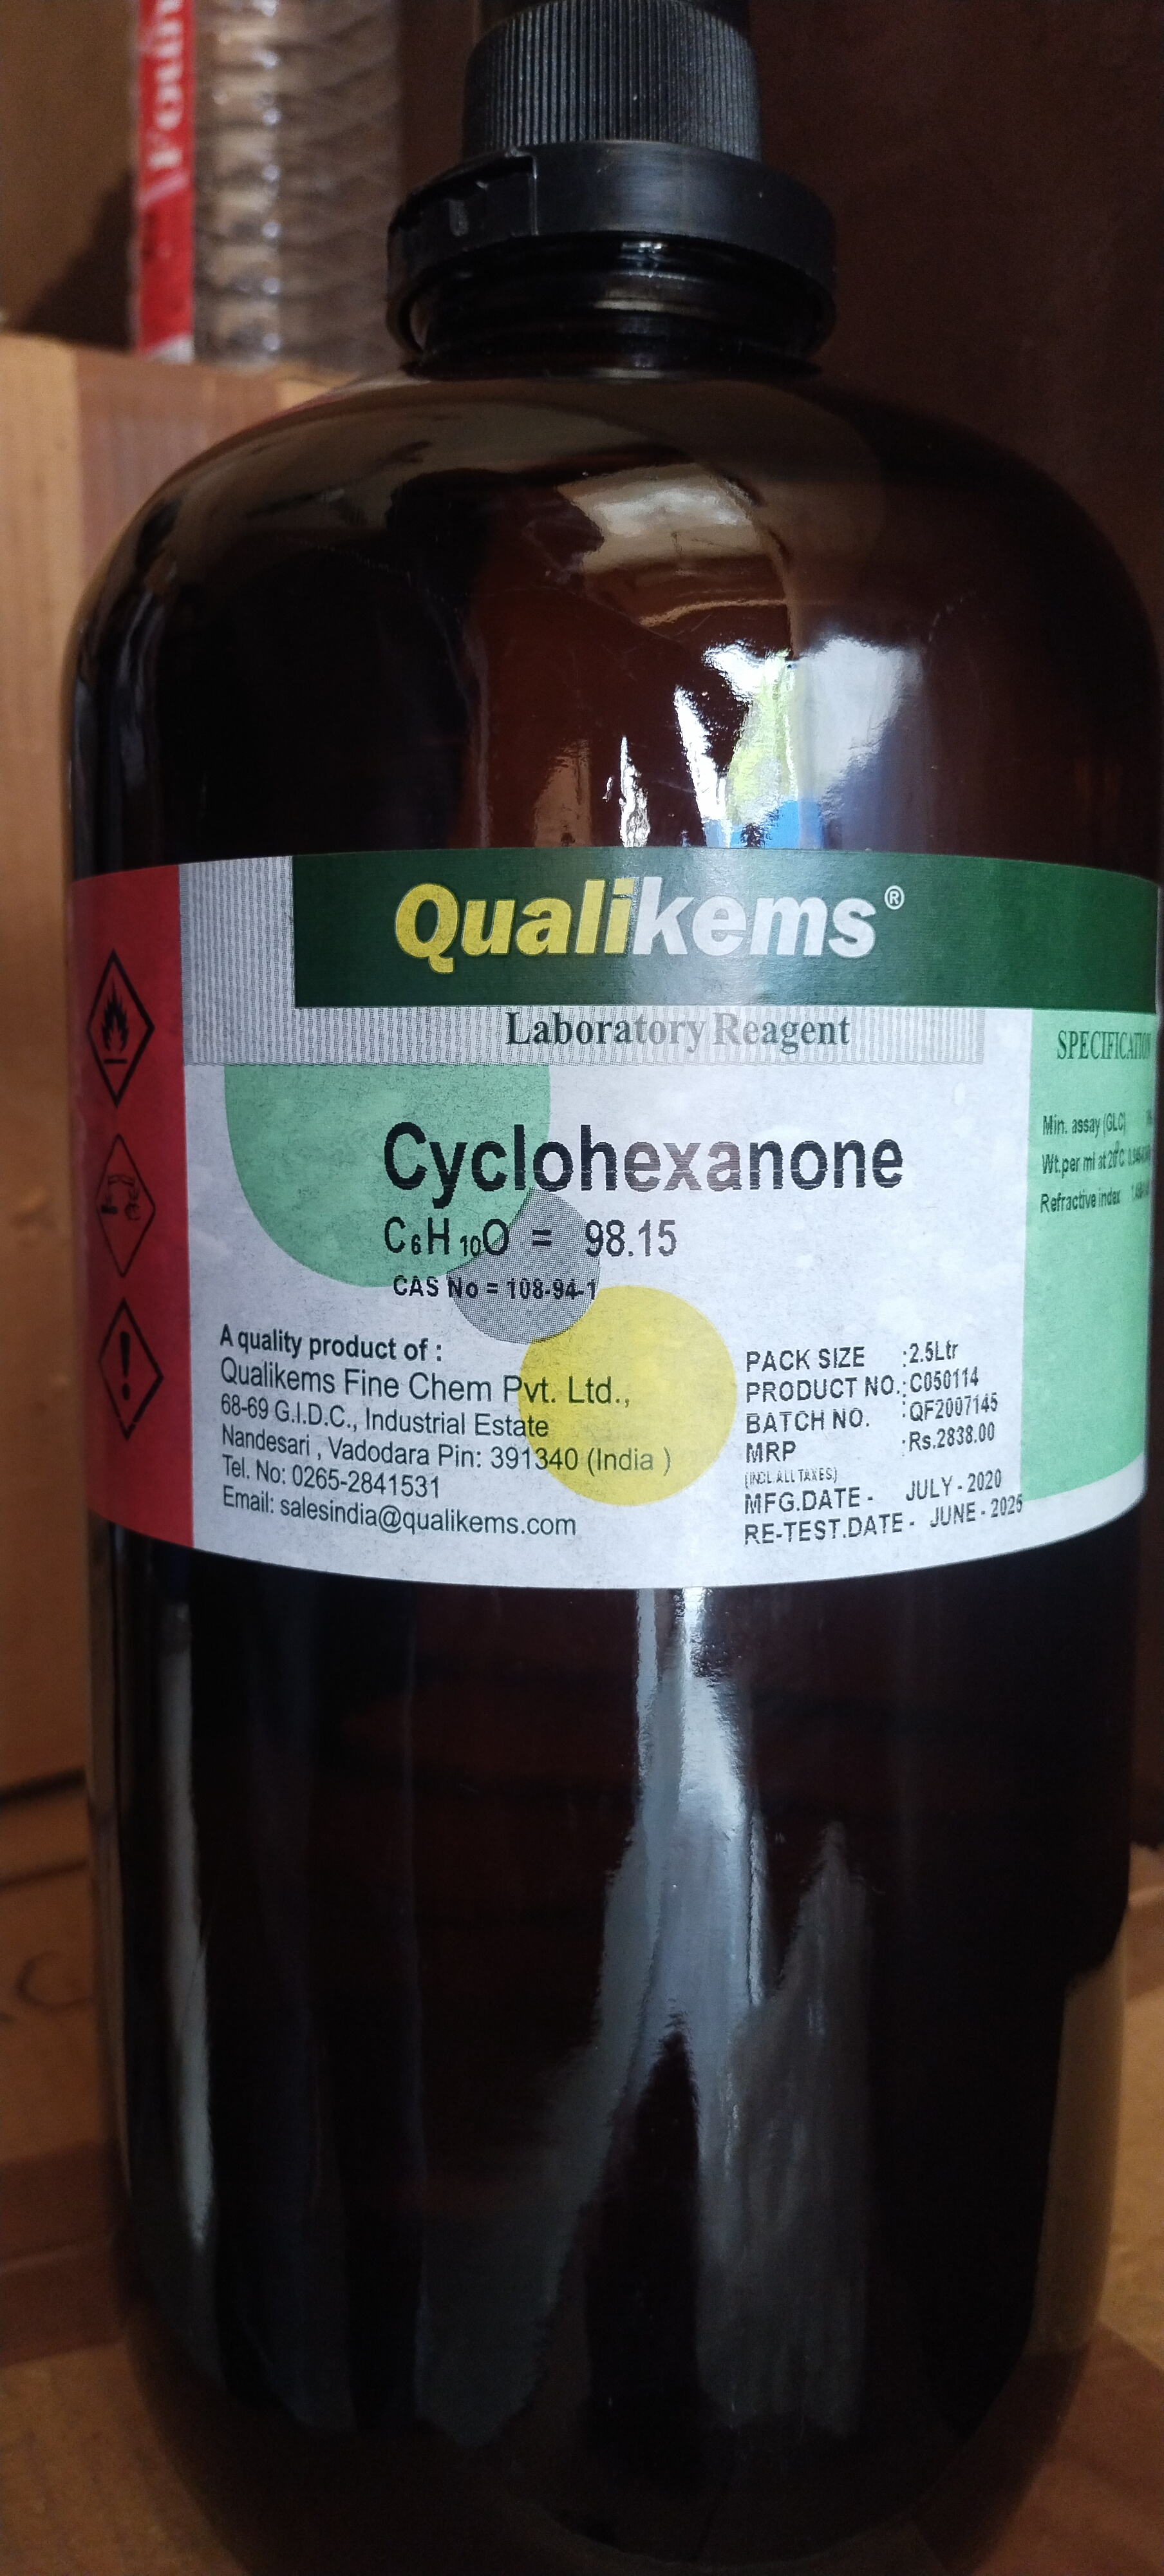 Qualikems®
Laboratory Reagent
Cyclohexanone
C₆H₁₀O = 98.15
CAS No = 108-94-1
A quality product of :
Qualikems Fine Chem Pvt. Ltd.,
68-69 G.I.D.C., Industrial Estate
Nandesari , Vadodara Pin: 391340 (India )
Tel. No: 0265-2841531
Email: salesindia@qualikems.com
PACK SIZE :2.5Ltr
PRODUCT NO.:C050114
BATCH NO. :QF2007145
MRP :Rs.2838.00
(INCL ALL TAXES)
MFG.DATE - JULY - 2020
RE-TEST.DATE - JUNE - 2025
Min. assay (GLC)
Wt.per ml at 20°C
Refractive index